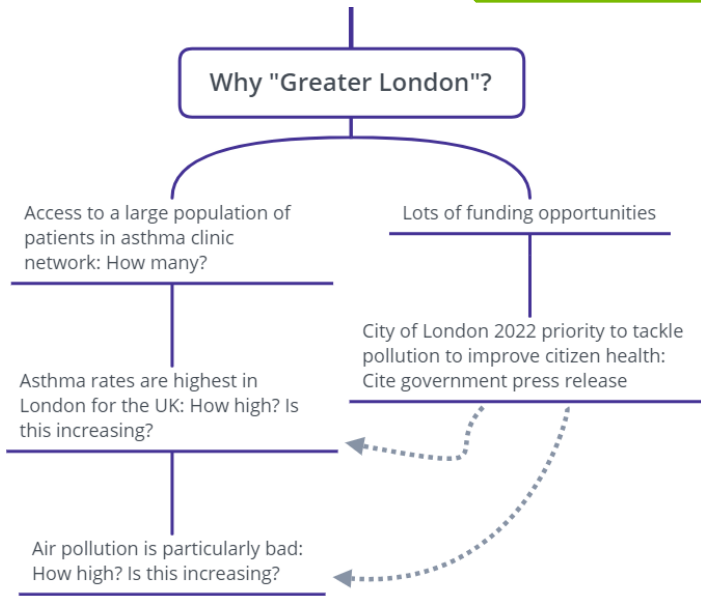 Why "Greater London"?
Access to a large population of
patients in asthma clinic
network: How many?
Asthma rates are highest in
London for the UK: How high? Is
this increasing?
Air pollution is particularly bad:
How high? Is this increasing?
Lots of funding opportunities
City of London 2022 priority to tackle
pollution to improve citizen health:
Cite government press release